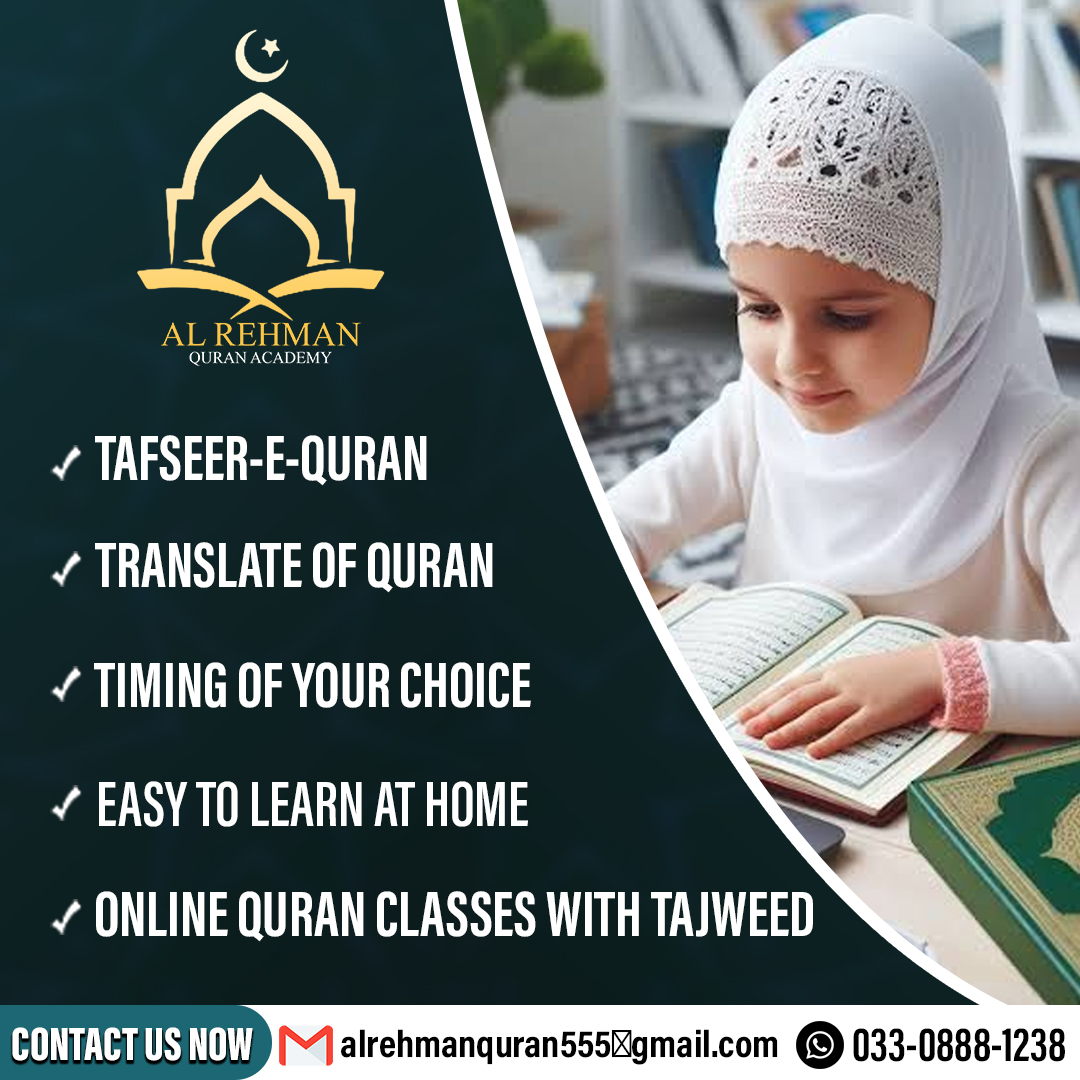 AL REHMAN
QURAN ACADEMY
TAFSEER-E-QURAN
TRANSLATE OF QURAN
TIMING OF YOUR CHOICE
EASY TO LEARN AT HOME
ONLINE QURAN CLASSES WITH TAJWEED
CONTACT US NOW alrehmanquran555☒gmail.com 033-0888-1238